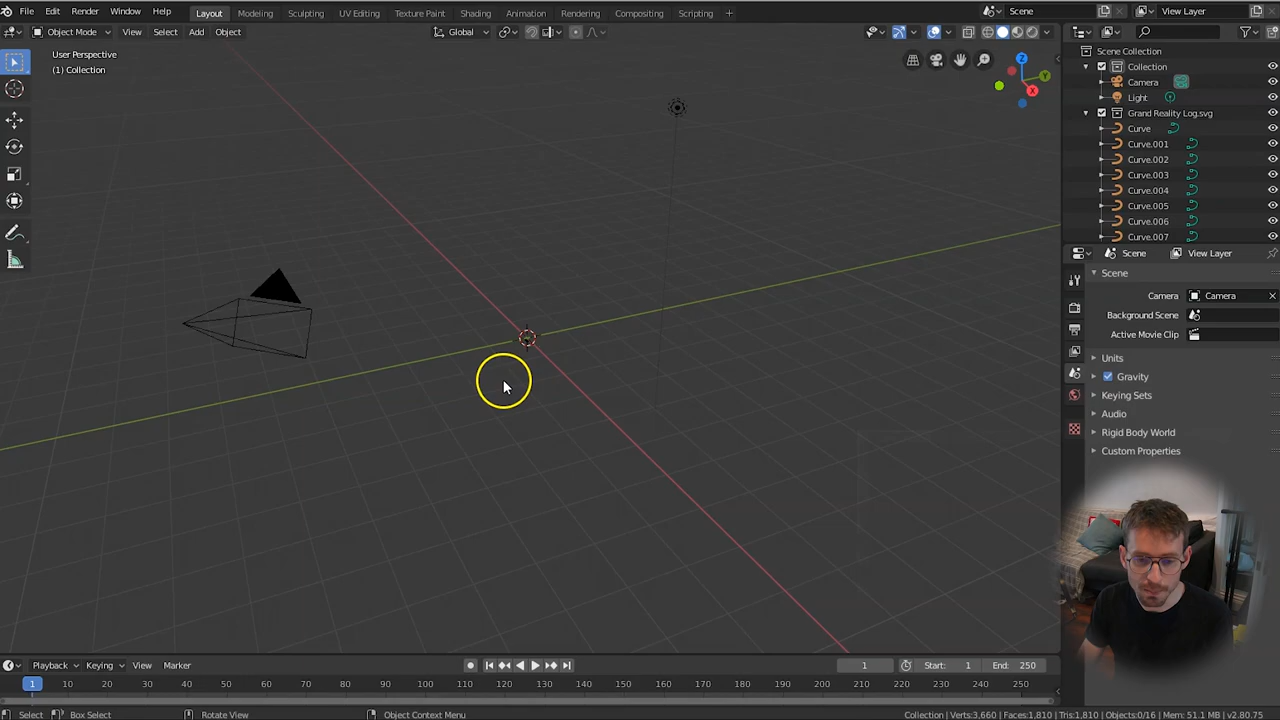 File Edit Render Window Help Layout Modeling Sculpting UV Editing Texture Paint Shading Animation Rendering Compositing Scripting + Scene View Layer
Object Mode View Select Add Object Global
User Perspective
(1) Collection
Z
Y
X
Scene Collection
Collection
Camera
Light
Grand Reality Log.svg
Curve
Curve.001
Curve.002
Curve.003
Curve.004
Curve.005
Curve.006
Curve.007
Scene View Layer
Scene
Camera Camera
Background Scene
Active Movie Clip
Units
Gravity
Keying Sets
Audio
Rigid Body World
Custom Properties
Playback Keying View Marker 1 Start: 1 End: 250
1 10 20 30 40 50 60 70 80 90 100 110 120 130 140 150 160 170 180 190 200 210 220 230 240 250
Select Box Select Rotate View Object Context Menu Collection | Verts:3,660 | Faces:1,810 | Tris:1,810 | Objects:0/16 | Mem: 51.1 MB | v2.80.75